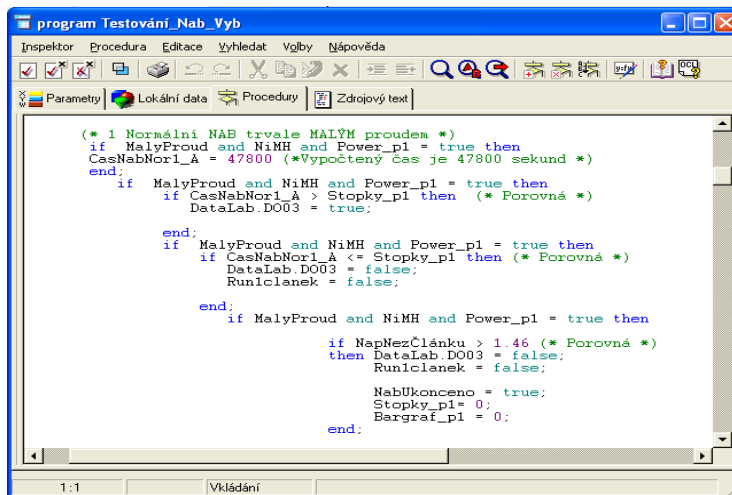 program Testování_Nab_Vyb
Inspektor Procedura Editace Vyhledat Volby Nápověda
Parametry Lokální data Procedury Zdrojový text
(* 1 Normální NAB trvale MALÝM proudem *)
if MalyProud and NiMH and Power_p1 = true then
CasNabNor1_A = 47800 (*Vypočtený čas je 47800 sekund *)
end;
if MalyProud and NiMH and Power_p1 = true then
if CasNabNor1_A > Stopky_p1 then (* Porovná *)
DataLab.DO03 = true;
end;
if MalyProud and NiMH and Power_p1 = true then
if CasNabNor1_A <= Stopky_p1 then (* Porovná *)
DataLab.DO03 = false;
Run1clanek = false;
end;
if MalyProud and NiMH and Power_p1 = true then
if NapNezČlánku > 1.46 (* Porovná *)
then DataLab.DO03 = false;
Run1clanek = false;
NabUkonceno = true;
Stopky_p1= 0;
Bargraf_p1 = 0;
end;
1:1 Vkládání